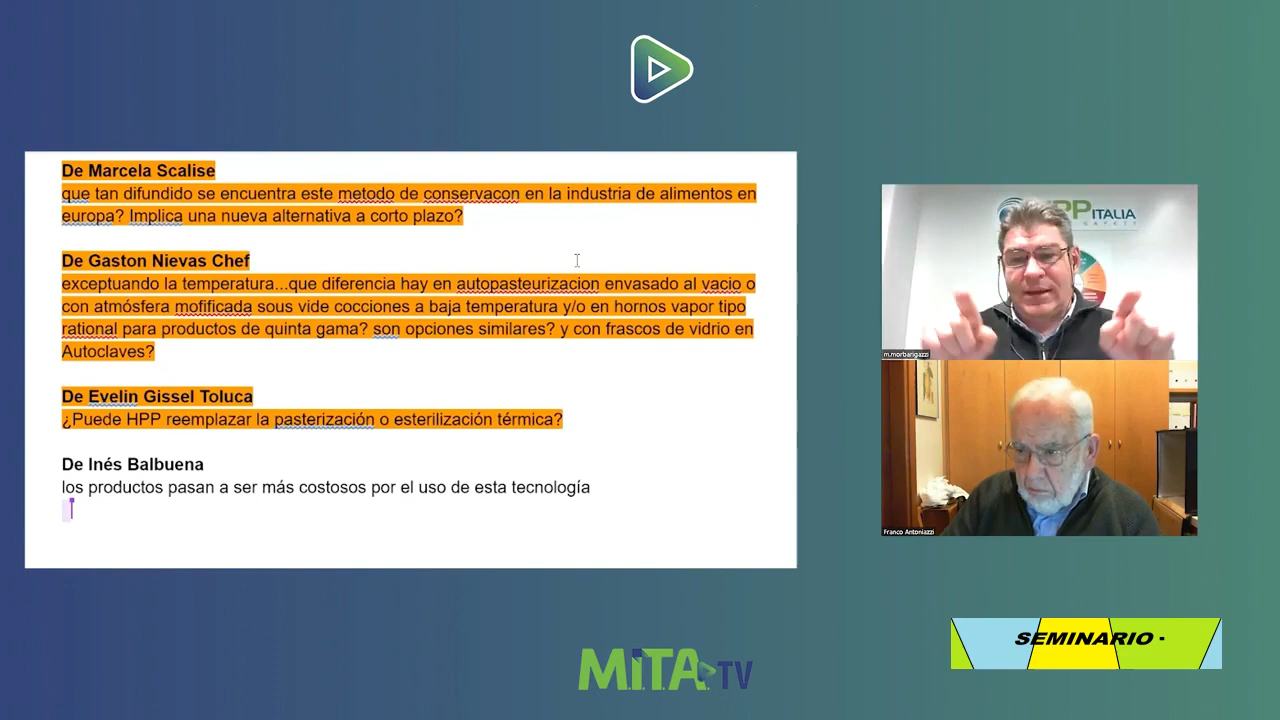 De Marcela Scalise
que tan difundido se encuentra este metodo de conservacon en la industria de alimentos en
europa? Implica una nueva alternativa a corto plazo?
De Gaston Nievas Chef
exceptuando la temperatura...que diferencia hay en autopasteurizacion envasado al vacio o
con atmósfera mofificada sous vide cocciones a baja temperatura y/o en hornos vapor tipo
rational para productos de quinta gama? son opciones similares? y con frascos de vidrio en
Autoclaves?
De Evelin Gissel Toluca
¿Puede HPP reemplazar la pasterización o esterilización térmica?
De Inés Balbuena
los productos pasan a ser más costosos por el uso de esta tecnología
PP ITALIA
m.morbarigazzi
Franco Antoniazzi
SEMINARIO -
M.I.T.A. TV